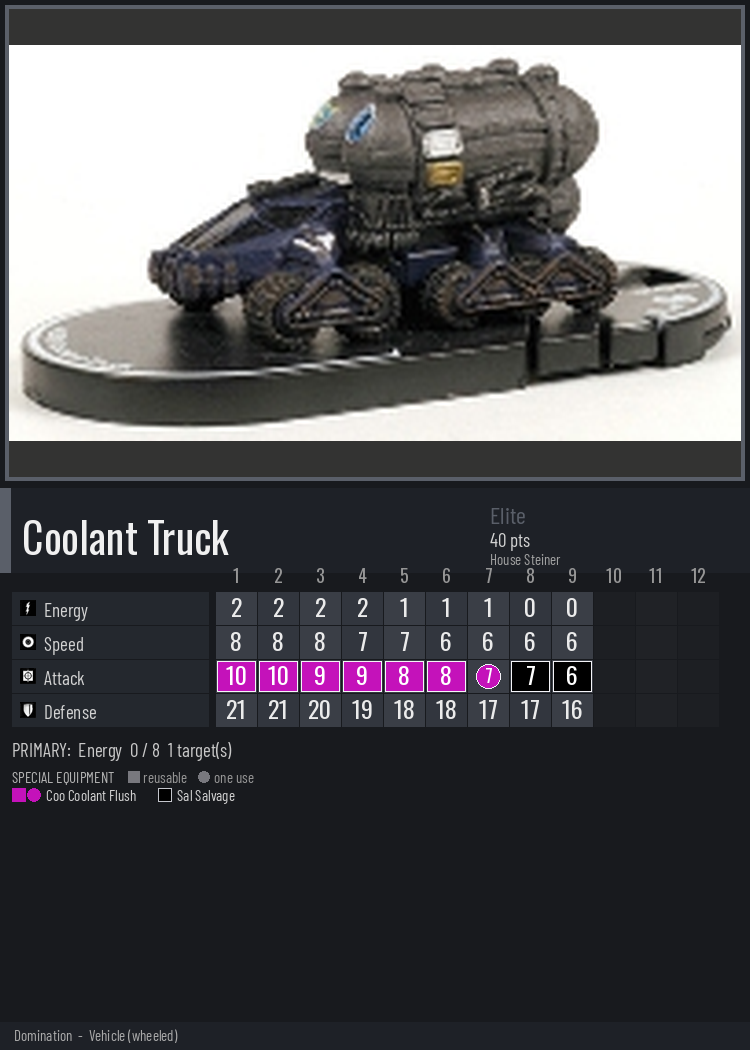 Coolant Truck
Elite
40 pts
House Steiner
1 2 3 4 5 6 7 8 9 10 11 12
Energy 2 2 2 2 1 1 1 0 0
Speed 8 8 8 7 7 6 6 6 6
Attack 10 10 9 9 8 8 7 7 6
Defense 21 21 20 19 18 18 17 17 16
PRIMARY: Energy 0 / 8 1 target(s)
SPECIAL EQUIPMENT reusable one use
Coo Coolant Flush Sal Salvage
Domination - Vehicle (wheeled)